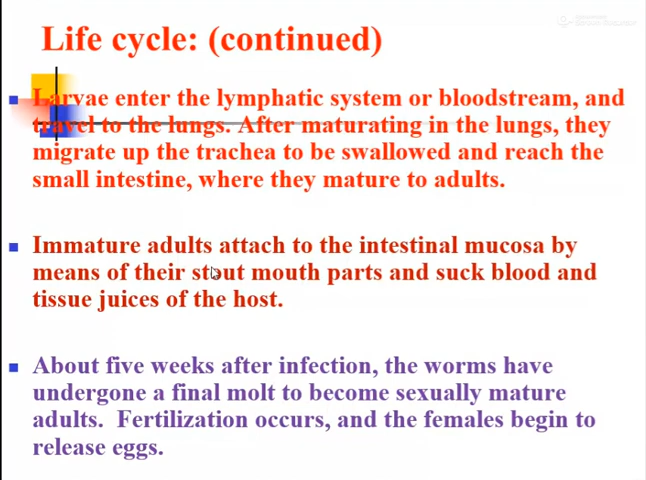 Life cycle: (continued)
Larvae enter the lymphatic system or bloodstream, and
travel to the lungs. After maturating in the lungs, they
migrate up the trachea to be swallowed and reach the
small intestine, where they mature to adults.
Immature adults attach to the intestinal mucosa by
means of their stout mouth parts and suck blood and
tissue juices of the host.
About five weeks after infection, the worms have
undergone a final molt to become sexually mature
adults. Fertilization occurs, and the females begin to
release eggs.